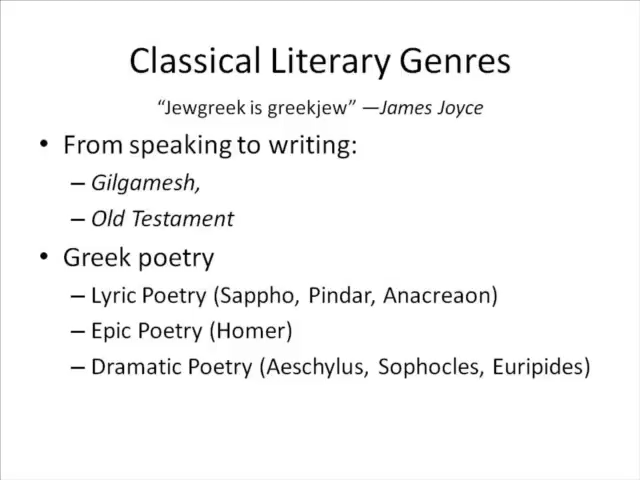 Classical Literary Genres
“Jewgreek is greekjew” —James Joyce
• From speaking to writing:
– Gilgamesh,
– Old Testament
• Greek poetry
– Lyric Poetry (Sappho, Pindar, Anacreaon)
– Epic Poetry (Homer)
– Dramatic Poetry (Aeschylus, Sophocles, Euripides)